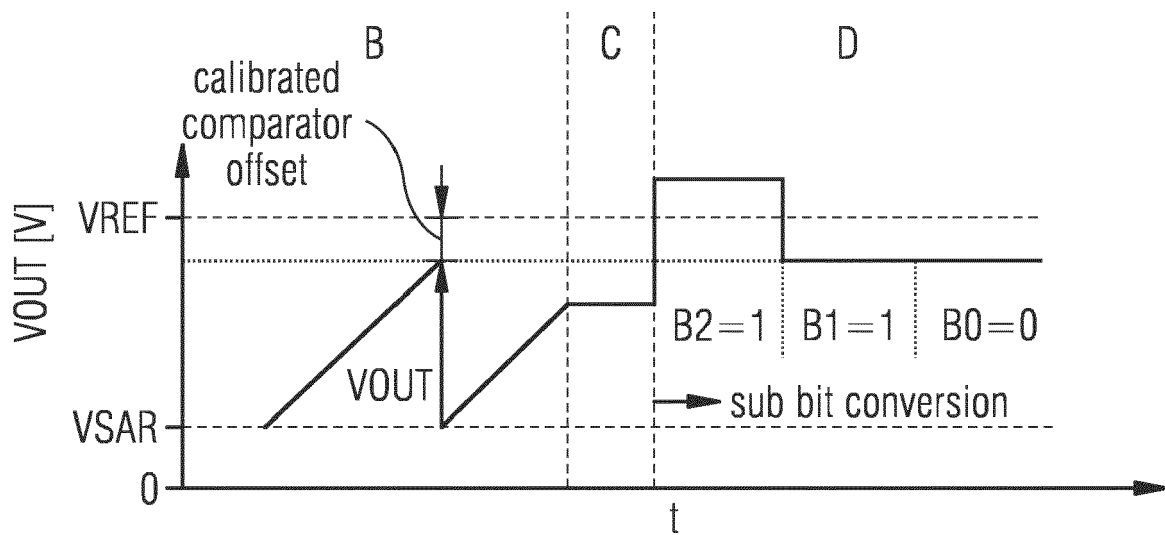 B
C
D
calibrated
comparator
offset
VOUT [V]
VREF
B2=1
B1=1
B0=0
VOUT
sub bit conversion
VSAR
0
t